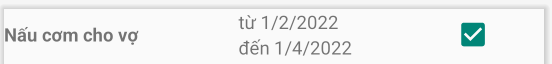 Nấu cơm cho vợ
từ 1/2/2022
đến 1/4/2022